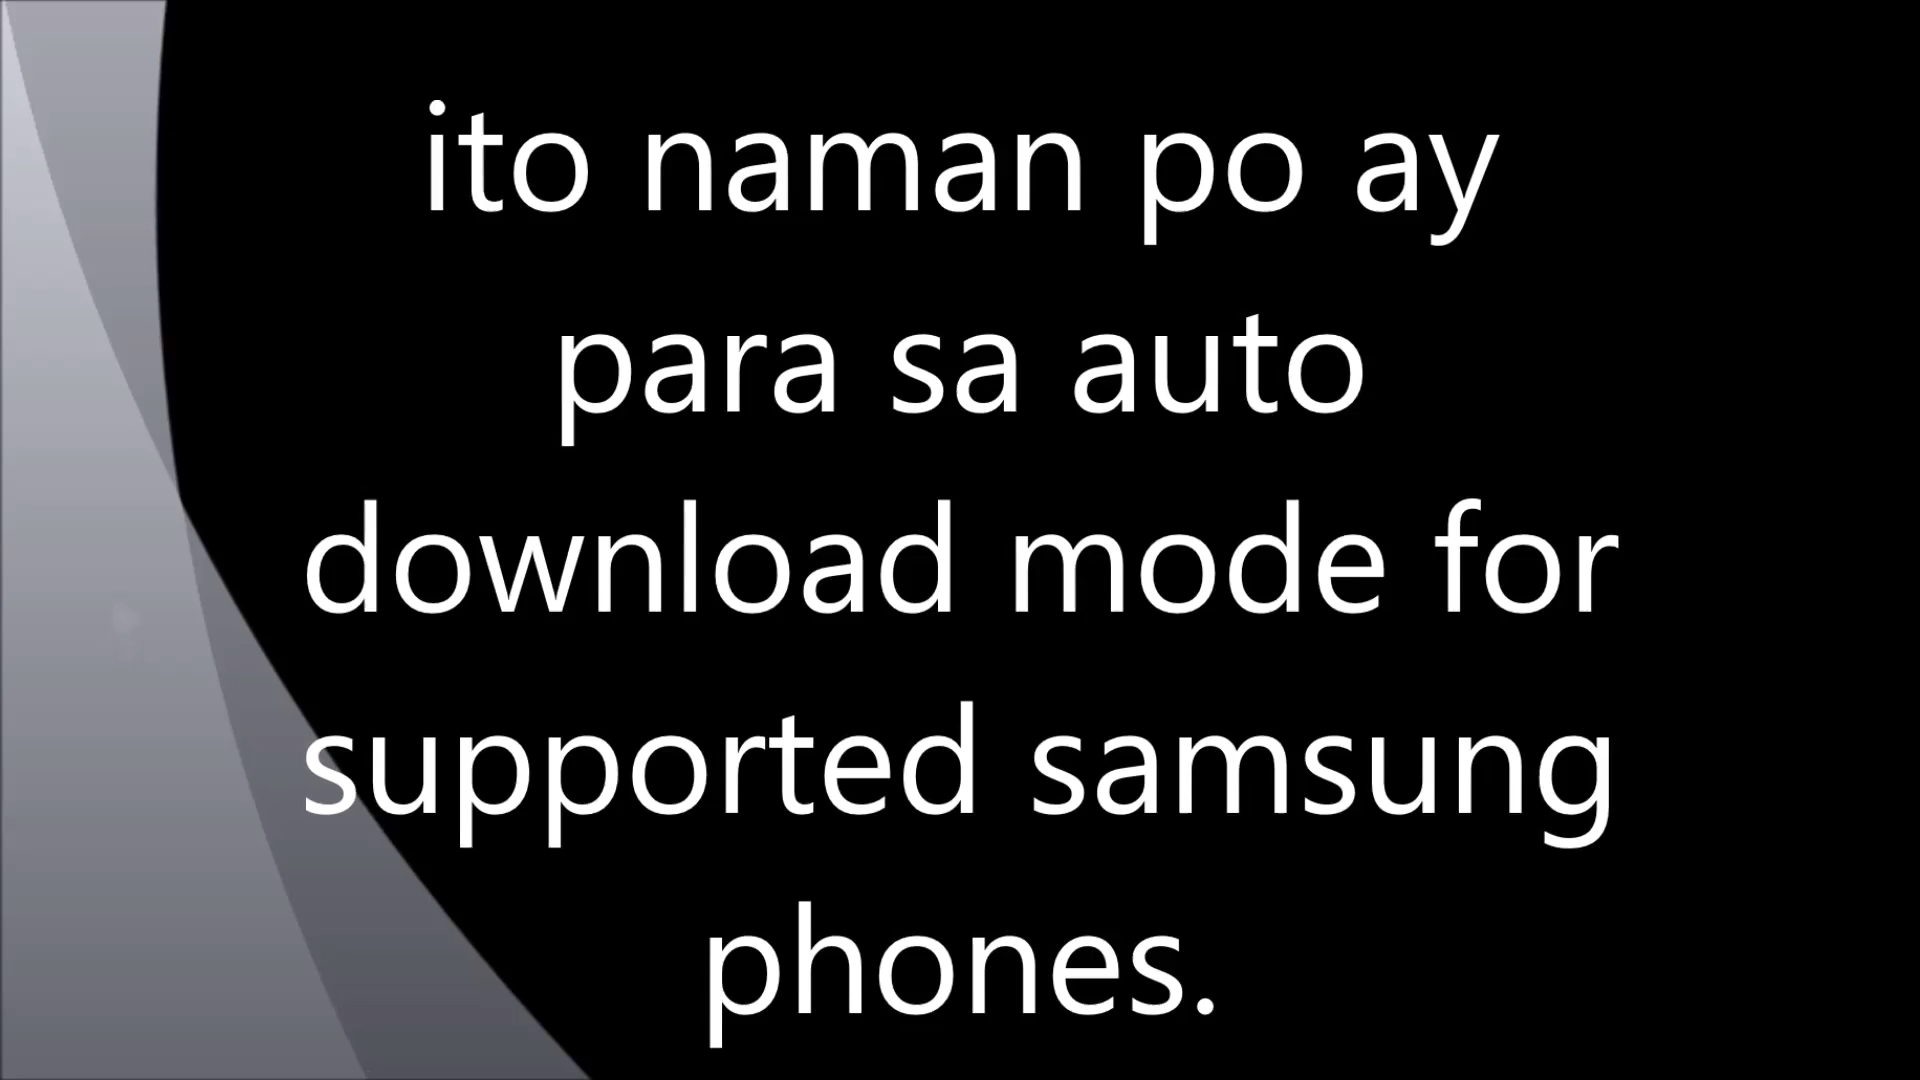 ito naman po ay
para sa auto
download mode for
supported samsung
phones.